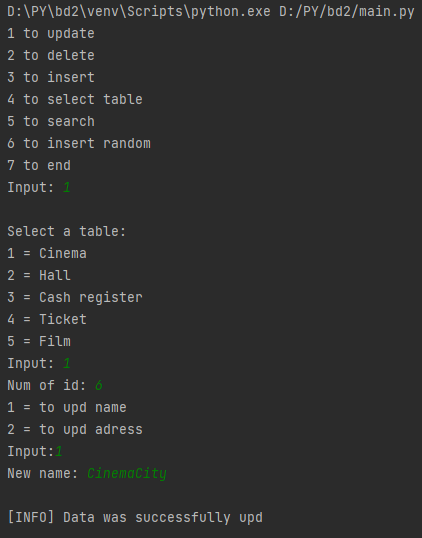 D:\PY\bd2\venv\Scripts\python.exe D:/PY/bd2/main.py
1 to update
2 to delete
3 to insert
4 to select table
5 to search
6 to insert random
7 to end
Input: 1
Select a table:
1 = Cinema
2 = Hall
3 = Cash register
4 = Ticket
5 = Film
Input: 1
Num of id: 6
1 = to upd name
2 = to upd adress
Input:1
New name: CinemaCity
[INFO] Data was successfully upd